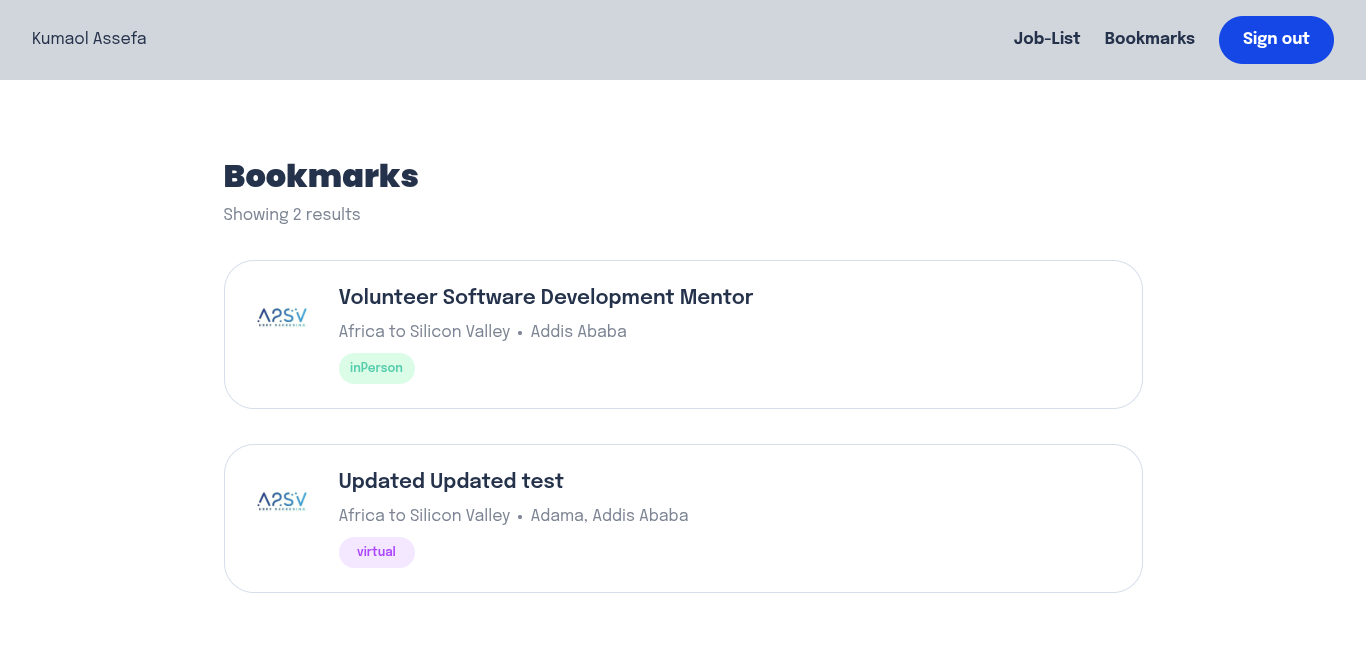 Kumaol Assefa
Job-List
Bookmarks
Sign out
Bookmarks
Showing 2 results
Volunteer Software Development Mentor
Africa to Silicon Valley • Addis Ababa
inPerson
A2SV
Updated Updated test
Africa to Silicon Valley • Adama, Addis Ababa
virtual
A2SV